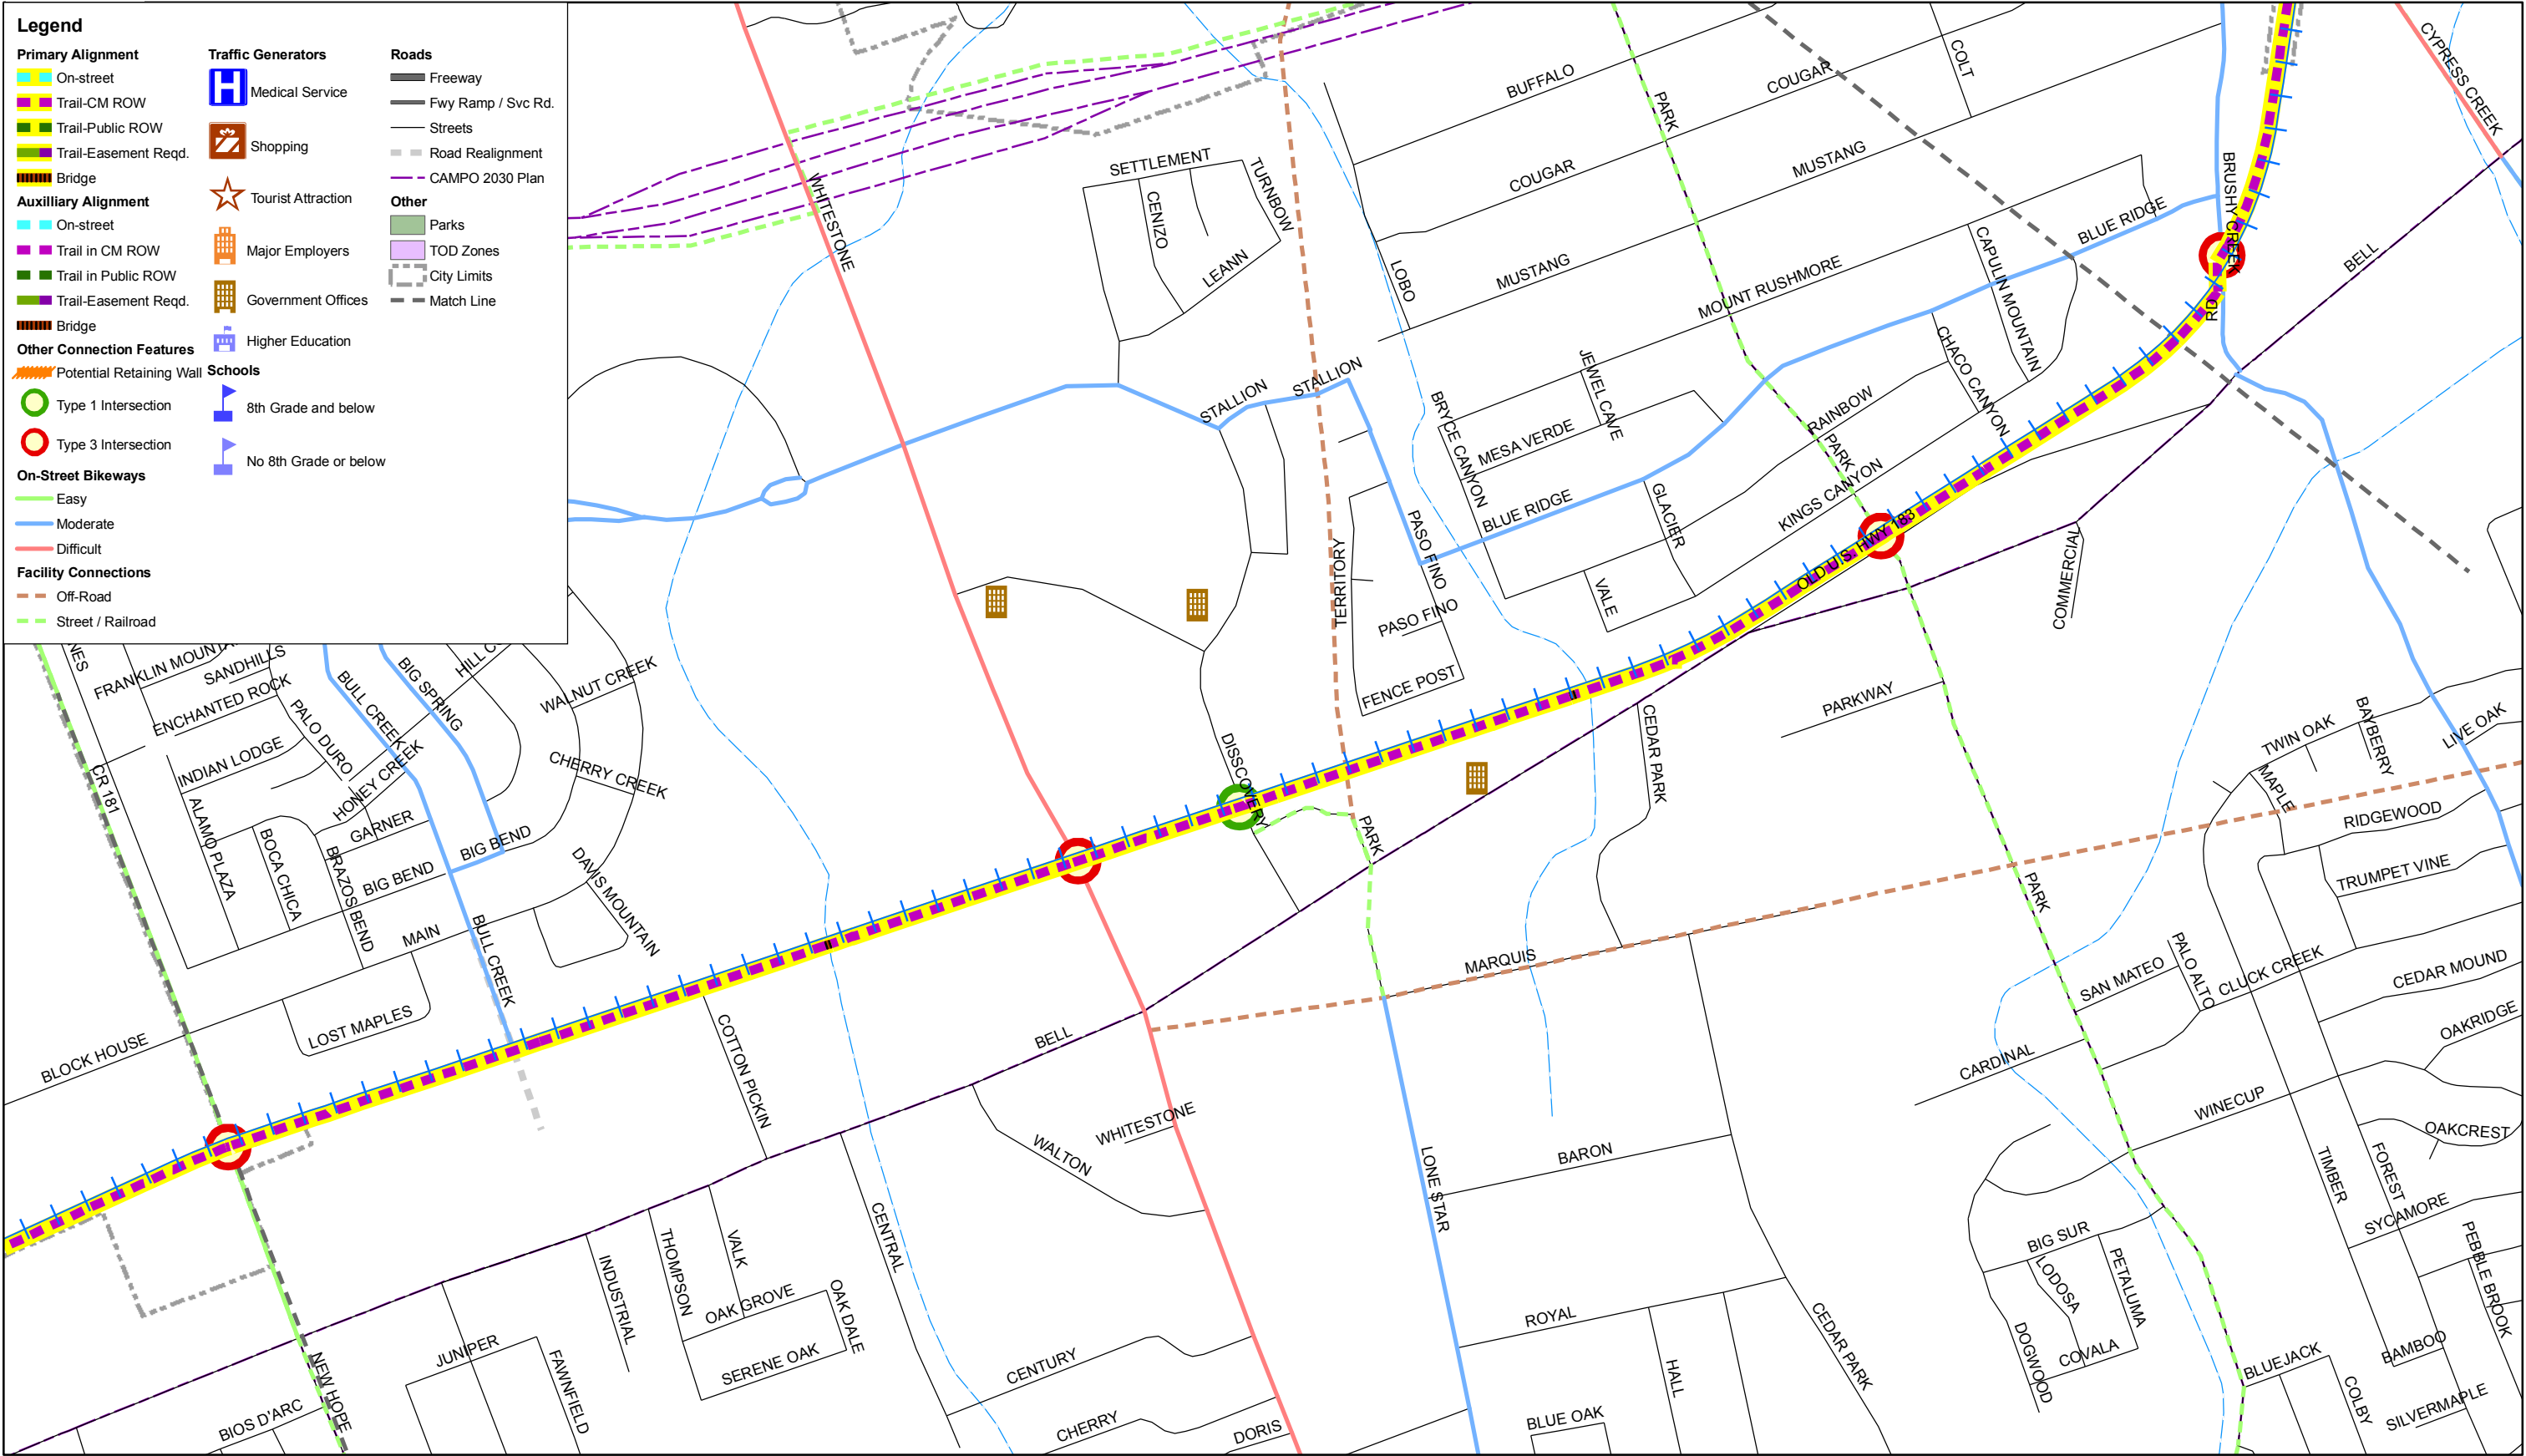 Legend
Primary Alignment
On-street
Trail-CM ROW
Trail-Public ROW
Trail-Easement Reqd.
Bridge
Auxilliary Alignment
On-street
Trail in CM ROW
Trail in Public ROW
Trail-Easement Reqd.
Bridge
Other Connection Features
Potential Retaining Wall
Type 1 Intersection
Type 3 Intersection
On-Street Bikeways
Easy
Moderate
Difficult
Facility Connections
Off-Road
Street / Railroad
Traffic Generators
Medical Service
Shopping
Tourist Attraction
Major Employers
Government Offices
Higher Education
Schools
8th Grade and below
No 8th Grade or below
Roads
Freeway
Fwy Ramp / Svc Rd.
Streets
Road Realignment
CAMPO 2030 Plan
Other
Parks
TOD Zones
City Limits
Match Line
WHITESTONE
SETTLEMENT
CENIZO
TURNBOW
LEANN
BUFFALO
PARK
COUGAR
COLT
COUGAR
MUSTANG
LOBO
MUSTANG
MOUNT RUSHMORE
BLUE RIDGE
CAPULIN MOUNTAIN
BRUSHY CREEK
RD
BELL
CYPRESS CREEK
STALLION
STALLION
JEWEL CAVE
BRYCE CANYON
MESA VERDE
CHACO CANYON
RAINBOW
PARK
KINGS CANYON
BLUE RIDGE
GLACIER
PASO FINO
TERRITORY
PASO FINO
VALE
OLD U.S. HWY 183
COMMERCIAL
FENCE POST
CEDAR PARK
PARKWAY
DISCOVERY
PARK
PARK
MARQUIS
TWIN OAK
BAYBERRY
LIVE OAK
MAPLE
RIDGEWOOD
TRUMPET VINE
SAN MATEO
PALO ALTO
CLUCK CREEK
CEDAR MOUND
OAKRIDGE
CARDINAL
WINECUP
OAKCREST
TIMBER
FOREST
SYCAMORE
PEBBLE BROOK
BIG SUR
LODOSA
PETALUMA
DOGWOOD
COVALA
BLUEJACK
COLBY
BAMBOO
SILVERMAPLE
FRANKLIN
SANDHILLS
ENCHANTED ROCK
PALO DURO
INDIAN LODGE
BULL CREEK
BIG SPRING
HILL
WALNUT CREEK
CHERRY CREEK
HONEY CREEK
CR 181
ALAMO PLAZA
BOCA CHICA
GARNER
BRAZOS BEND
BIG BEND
BIG BEND
DAVIS MOUNTAIN
MAIN
BULL CREEK
LOST MAPLES
BLOCK HOUSE
COTTON PICKIN
BELL
WHITESTONE
WALTON
CENTRAL
LONE STAR
BARON
ROYAL
CEDAR PARK
HALL
BLUE OAK
CENTURY
CHERRY
DORIS
INDUSTRIAL
THOMPSON
VALK
OAK GROVE
OAK DALE
SERENE OAK
JUNIPER
FAWNFIELD
NEW HOPE
BIOS D'ARC